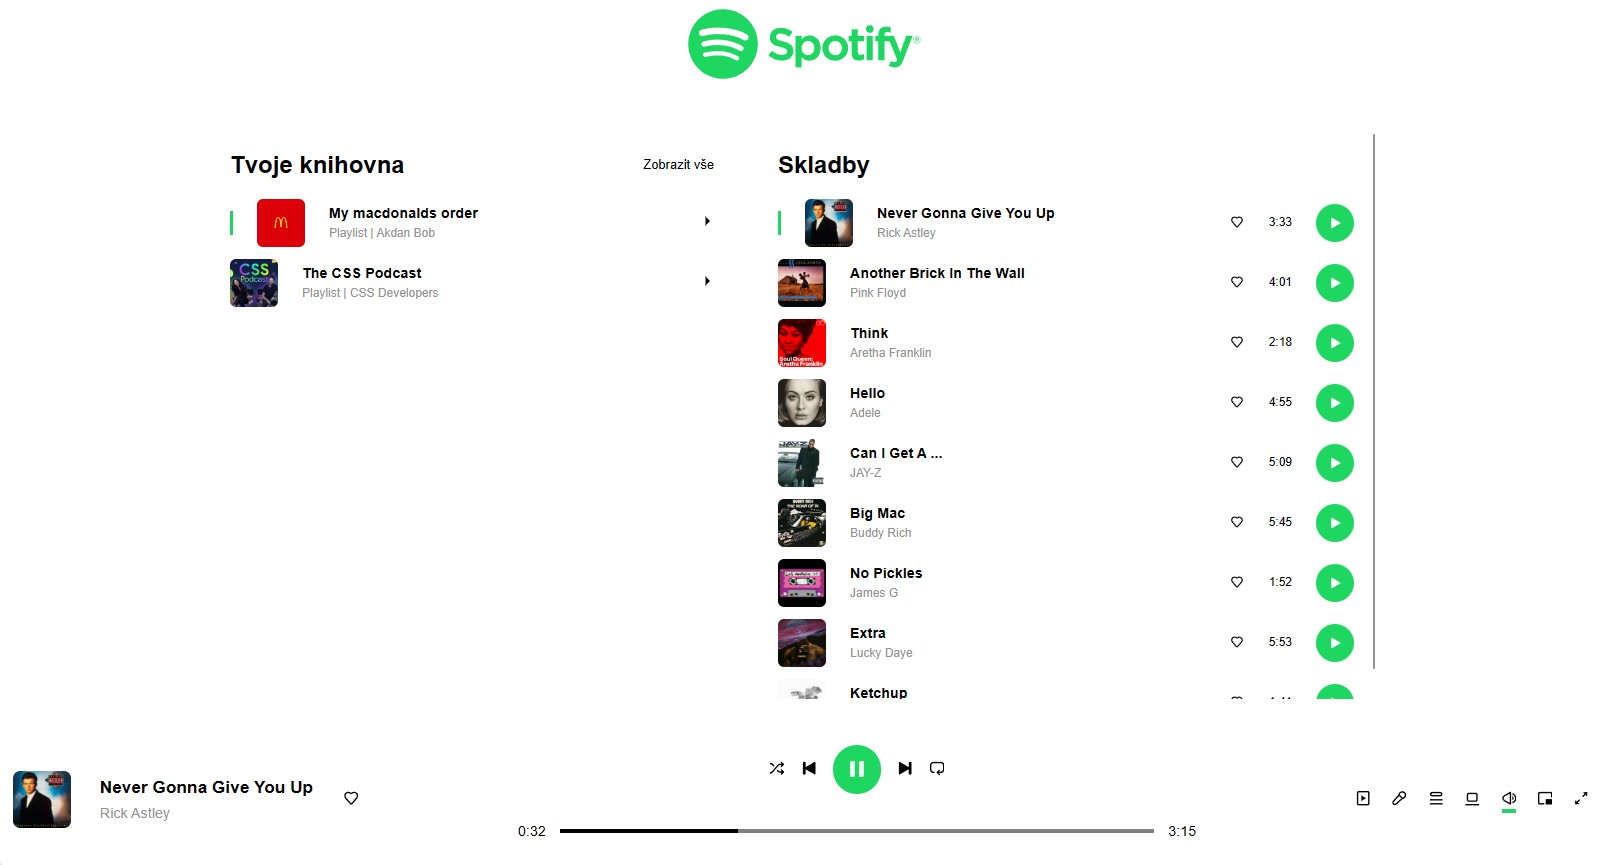 Spotify®
Tvoje knihovna
Zobrazit vše
My macdonalds order
Playlist | Akdan Bob
CSS
Podcast
The CSS Podcast
Playlist | CSS Developers
Skladby
Never Gonna Give You Up
Rick Astley
3:33
Another Brick In The Wall
Pink Floyd
4:01
Soul Queen:
Aretha Franklin
Think
Aretha Franklin
2:18
Hello
Adele
4:55
JAY-Z
Can I Get A ...
JAY-Z
5:09
Big Mac
Buddy Rich
5:45
No Pickles
James G
1:52
Extra
Lucky Daye
5:53
Ketchup
Never Gonna Give You Up
Rick Astley
0:32
3:15